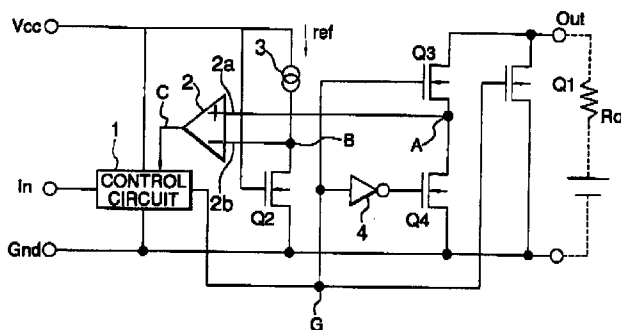 Vcc
3
ref
Out
Q3
Q1
Ro
C
2
2a
B
A
1
In
CONTROL
CIRCUIT
2b
Q2
4
Q4
Gnd
G